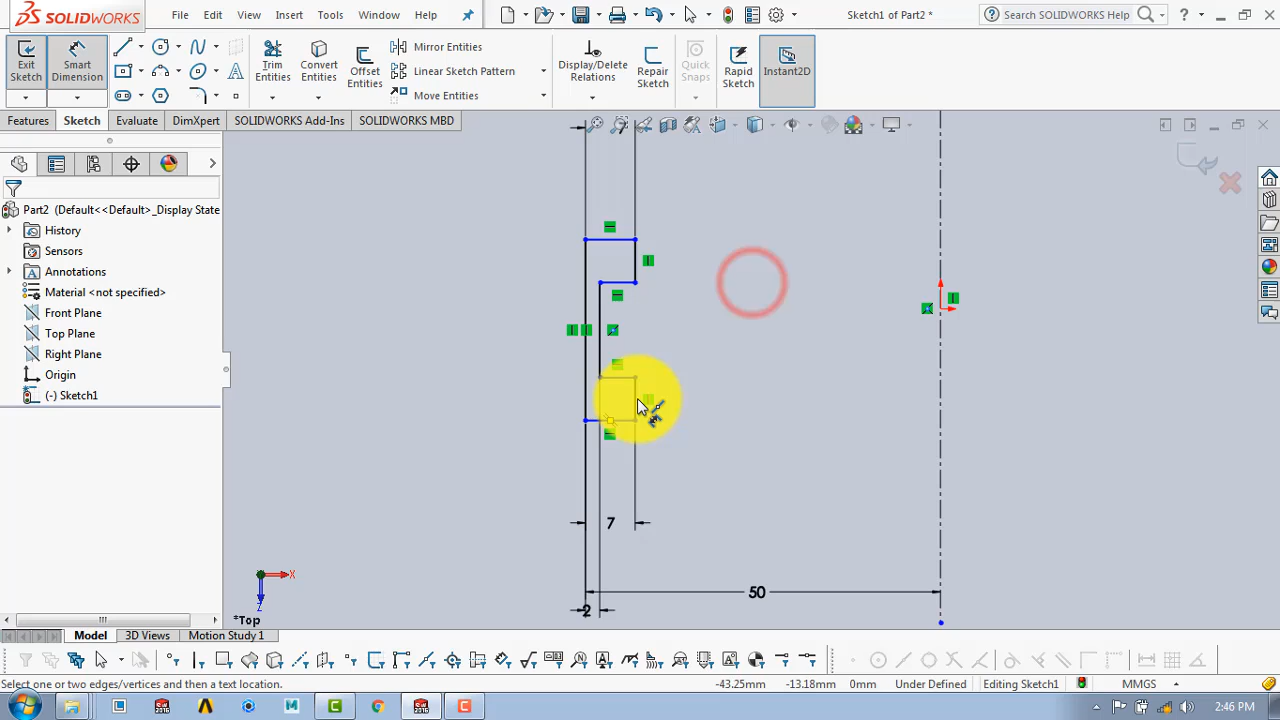 SOLIDWORKS
File Edit View Insert Tools Window Help
Sketch1 of Part2 *
Search SOLIDWORKS Help
?
Exit Sketch
Smart Dimension
Trim Entities
Convert Entities
Offset Entities
Mirror Entities
Linear Sketch Pattern
Move Entities
Display/Delete Relations
Repair Sketch
Quick Snaps
Rapid Sketch
Instant2D
Features Sketch Evaluate DimXpert SOLIDWORKS Add-Ins SOLIDWORKS MBD
7
Part2 (Default<<Default>_Display State
History
Sensors
Annotations
Material <not specified>
Front Plane
Top Plane
Right Plane
Origin
(-) Sketch1
7
50
2
X
Z
*Top
Model 3D Views Motion Study 1
Select one or two edges/vertices and then a text location.
-43.25mm -13.18mm 0mm Under Defined Editing Sketch1 MMGS
2:46 PM